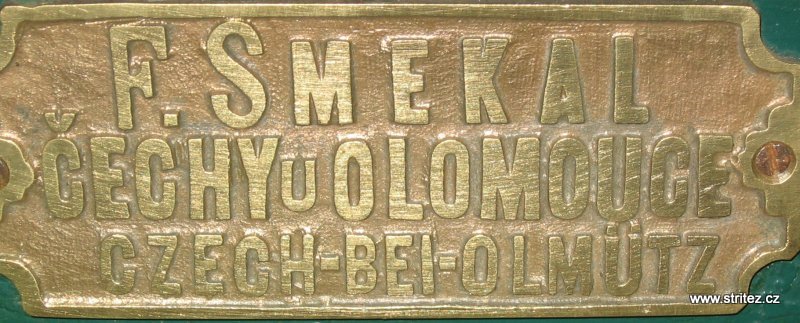 F. SMEKAL
ČECHY U OLOMOUCE
CZECH-BEI-OLMÜTZ
www.stritez.cz